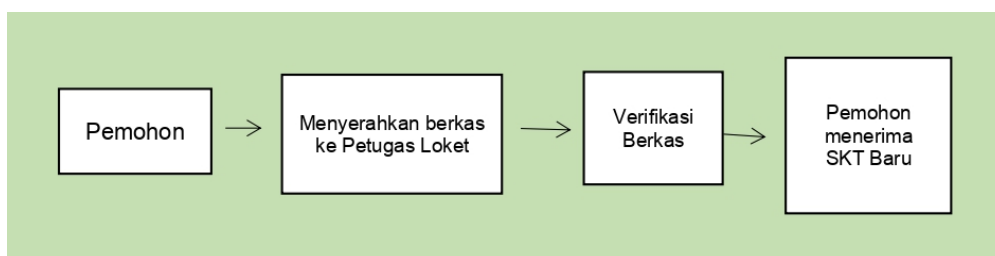 Pemohon
Menyerahkan berkas
ke Petugas Loket
Verifikasi
Berkas
Pemohon
menerima
SKT Baru